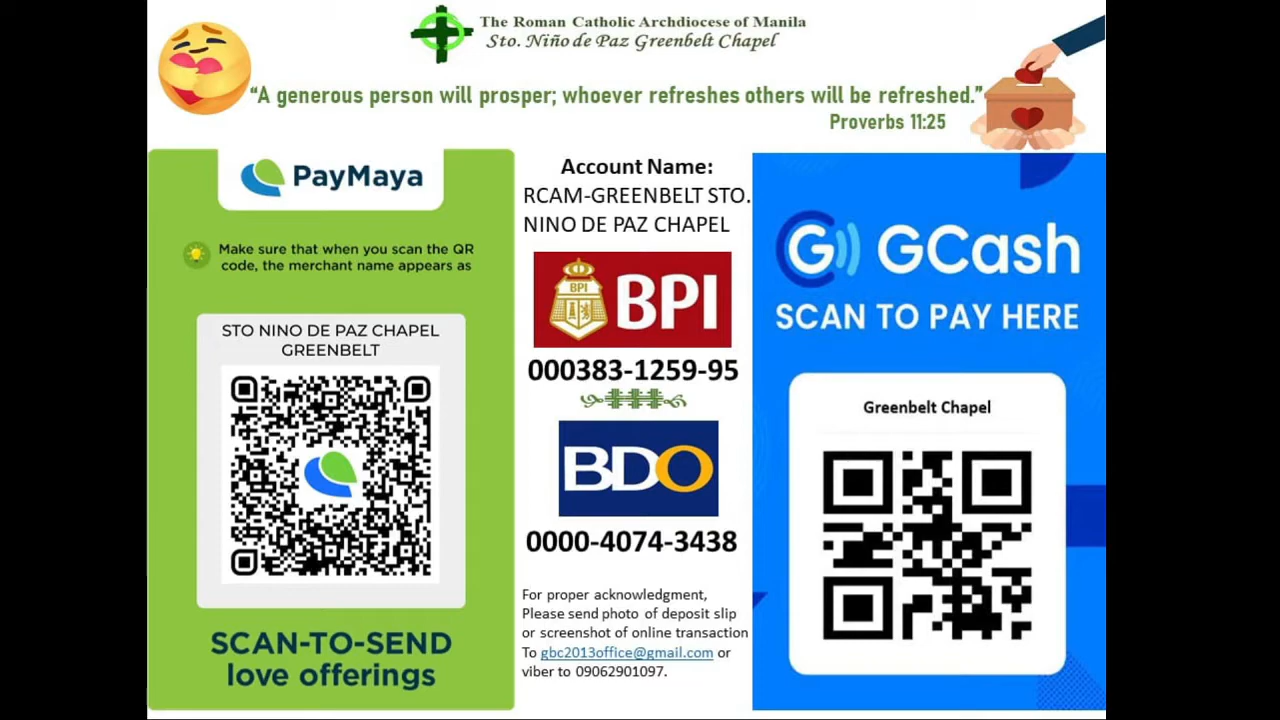 The Roman Catholic Archdiocese of Manila
Sto. Niño de Paz Greenbelt Chapel
“A generous person will prosper; whoever refreshes others will be refreshed.”
Proverbs 11:25
PayMaya
Make sure that when you scan the QR
code, the merchant name appears as
STO NINO DE PAZ CHAPEL
GREENBELT
SCAN-TO-SEND
love offerings
Account Name:
RCAM-GREENBELT STO.
NINO DE PAZ CHAPEL
BPI
BPI
000383-1259-95
BDO
0000-4074-3438
For proper acknowledgment,
Please send photo of deposit slip
or screenshot of online transaction
To gbc2013office@gmail.com or
viber to 09062901097.
G GCash
SCAN TO PAY HERE
Greenbelt Chapel